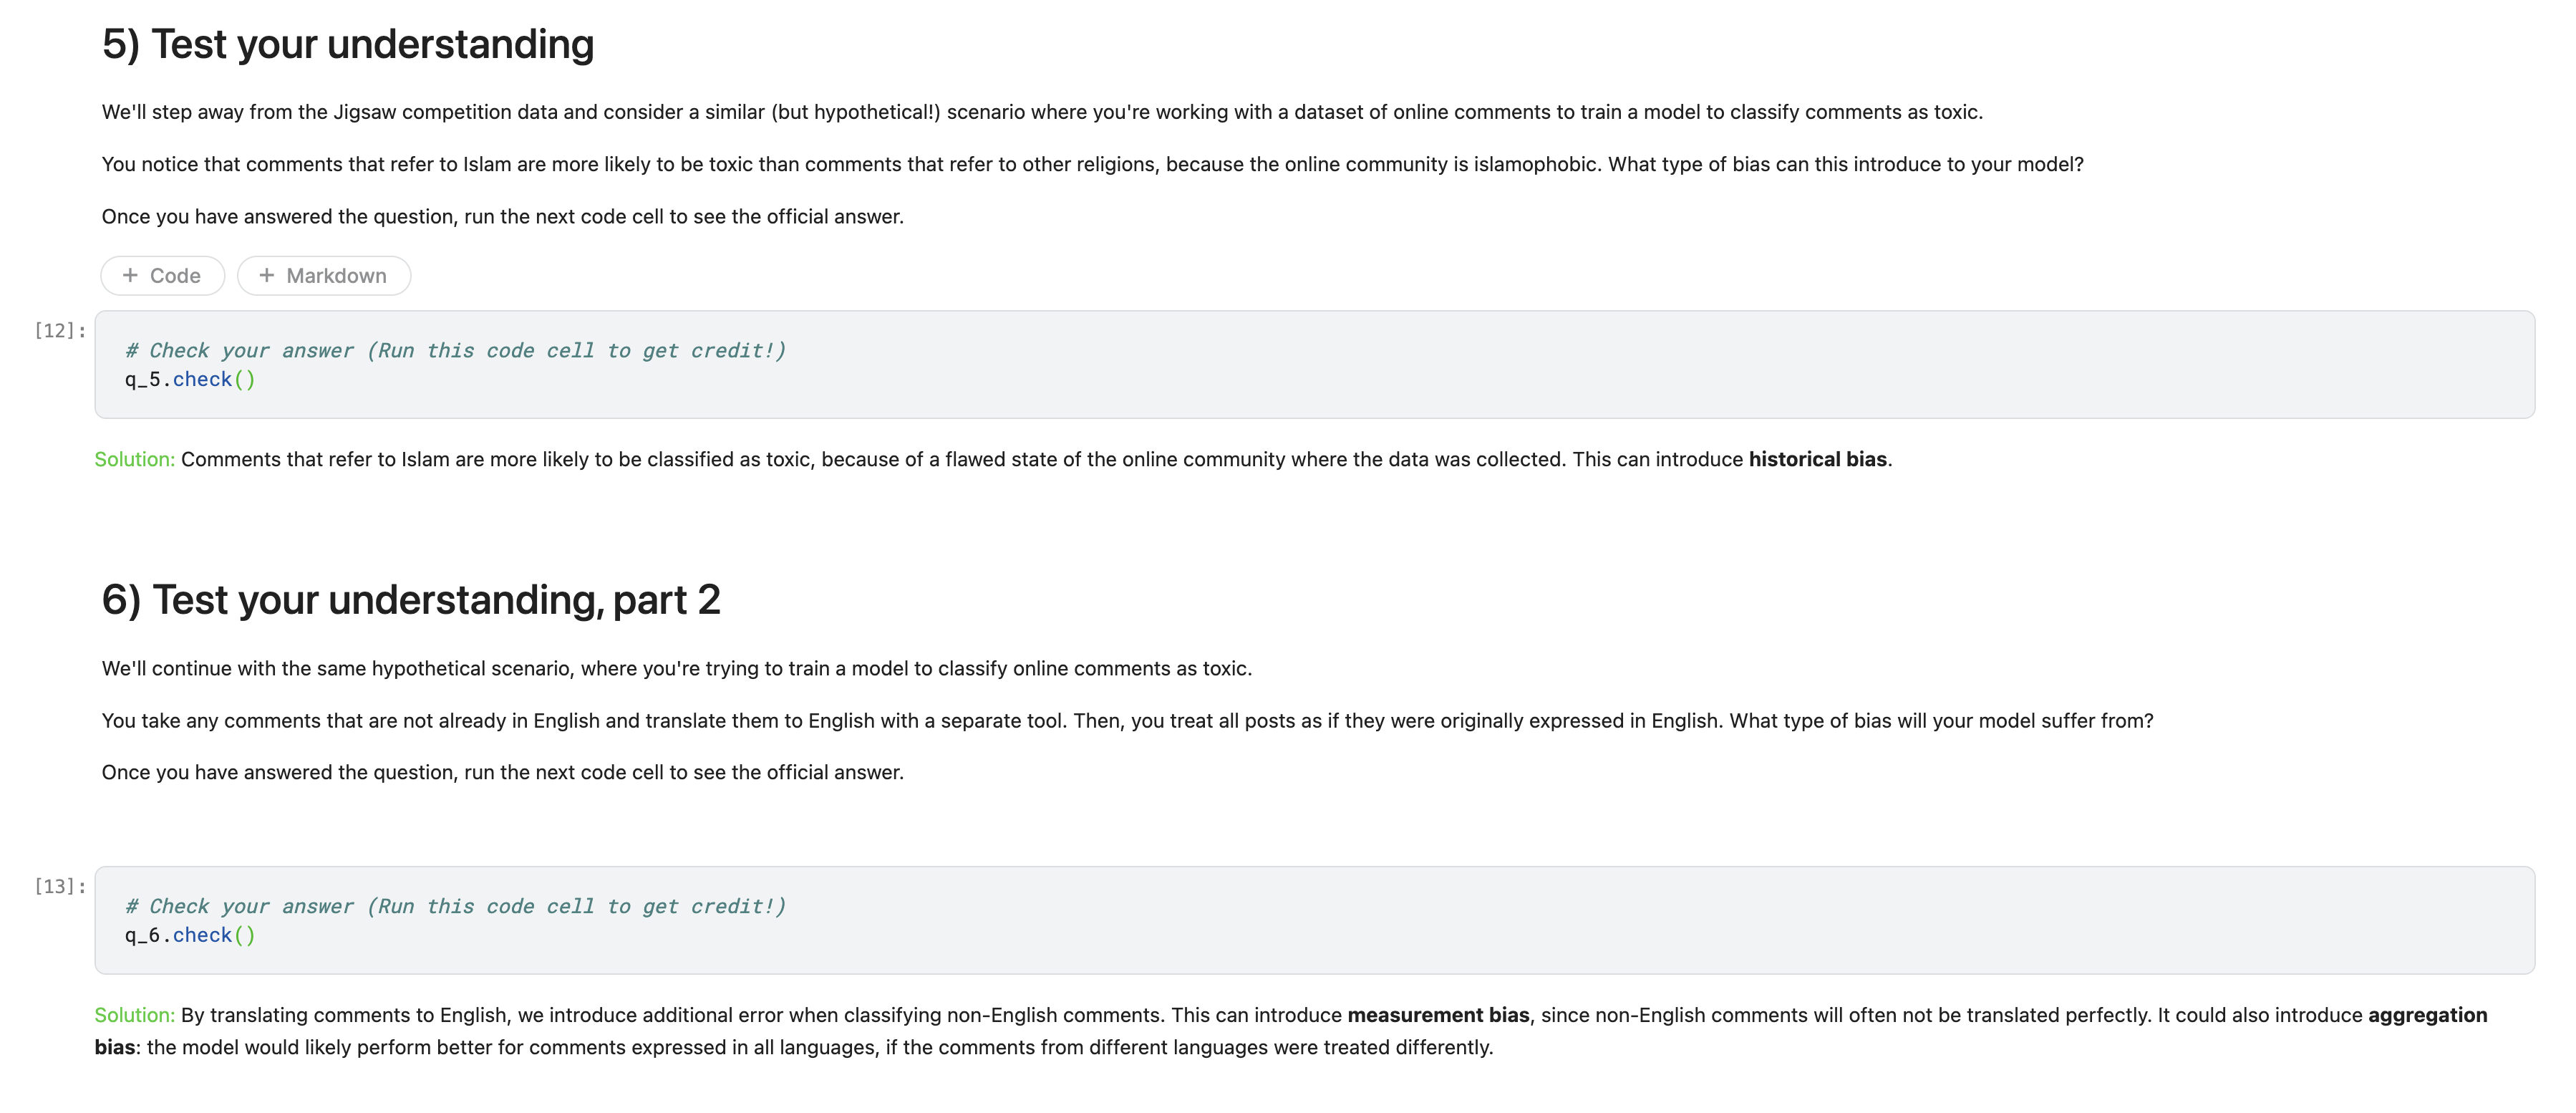 5) Test your understanding
We'll step away from the Jigsaw competition data and consider a similar (but hypothetical!) scenario where you're working with a dataset of online comments to train a model to classify comments as toxic.
You notice that comments that refer to Islam are more likely to be toxic than comments that refer to other religions, because the online community is islamophobic. What type of bias can this introduce to your model?
Once you have answered the question, run the next code cell to see the official answer.
+ Code + Markdown
[12]:
# Check your answer (Run this code cell to get credit!)
q_5.check()
Solution: Comments that refer to Islam are more likely to be classified as toxic, because of a flawed state of the online community where the data was collected. This can introduce historical bias.
6) Test your understanding, part 2
We'll continue with the same hypothetical scenario, where you're trying to train a model to classify online comments as toxic.
You take any comments that are not already in English and translate them to English with a separate tool. Then, you treat all posts as if they were originally expressed in English. What type of bias will your model suffer from?
Once you have answered the question, run the next code cell to see the official answer.
[13]:
# Check your answer (Run this code cell to get credit!)
q_6.check()
Solution: By translating comments to English, we introduce additional error when classifying non-English comments. This can introduce measurement bias, since non-English comments will often not be translated perfectly. It could also introduce aggregation
bias: the model would likely perform better for comments expressed in all languages, if the comments from different languages were treated differently.